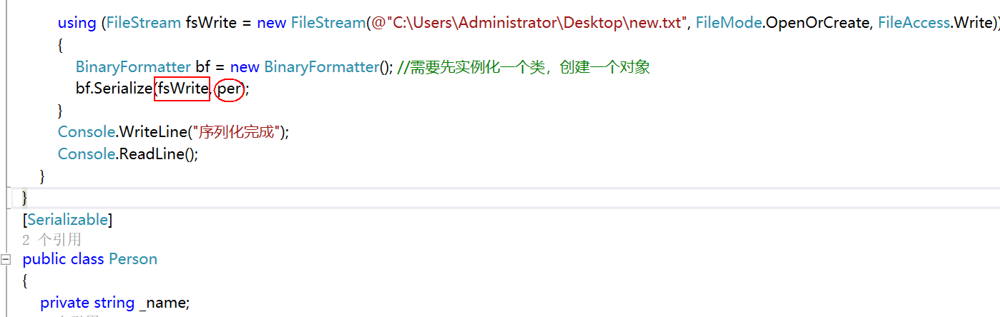 using (FileStream fsWrite = new FileStream(@"C:\Users\Administrator\Desktop\new.txt", FileMode.OpenOrCreate, FileAccess.Write))
{
BinaryFormatter bf = new BinaryFormatter(); //需要先实例化一个类，创建一个对象
bf.Serialize(fsWrite, per);
}
Console.WriteLine("序列化完成");
Console.ReadLine();
}
}
[Serializable]
2 个引用
public class Person
{
private string _name;